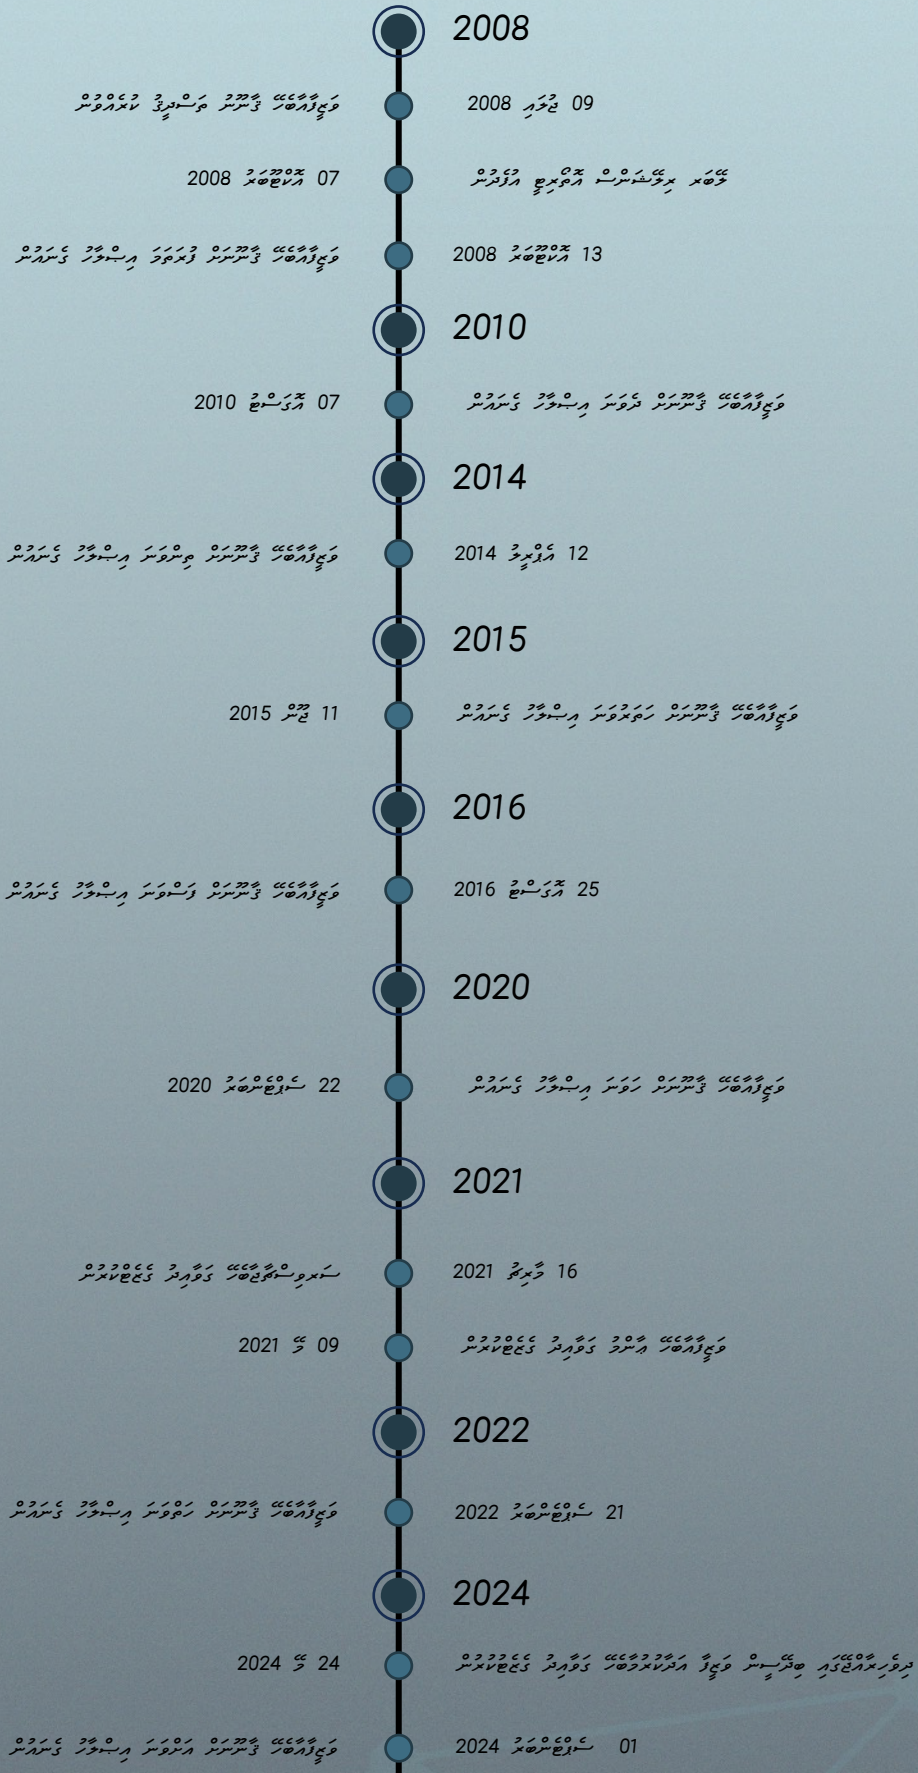 2008
09 ޖުލައި 2008
ވަޒީފާއާބެހޭ ޤާނޫނު ތަސްދީޤު ކުރެއްވުން
ލޭބަރ ރިލޭޝަންސް އޮތޯރިޓީ އުފެދުން
07 އޮކްޓޫބަރު 2008
13 އޮކްޓޫބަރު 2008
ވަޒީފާއާބެހޭ ޤާނޫނަށް ފުރަތަމަ އިޞްލާޙު ގެނައުން
2010
ވަޒީފާއާބެހޭ ޤާނޫނަށް ދެވަނަ އިޞްލާޙު ގެނައުން
07 އޮގަސްޓު 2010
2014
12 އެޕްރީލު 2014
ވަޒީފާއާބެހޭ ޤާނޫނަށް ތިންވަނަ އިޞްލާޙު ގެނައުން
2015
ވަޒީފާއާބެހޭ ޤާނޫނަށް ހަތަރުވަނަ އިޞްލާޙު ގެނައުން
11 ޖޫން 2015
2016
25 އޮގަސްޓު 2016
ވަޒީފާއާބެހޭ ޤާނޫނަށް ފަސްވަނަ އިޞްލާޙު ގެނައުން
2020
ވަޒީފާއާބެހޭ ޤާނޫނަށް ހަވަނަ އިޞްލާޙު ގެނައުން
22 ސެޕްޓެންބަރު 2020
2021
16 މާރިޗު 2021
ސަރވިސްޗާޖާބެހޭ ގަވާއިދު ގެޒެޓްކުރުން
ވަޒީފާއާބެހޭ ޢާންމު ގަވާއިދު ގެޒެޓްކުރުން
09 މޭ 2021
2022
21 ސެޕްޓެންބަރު 2022
ވަޒީފާއާބެހޭ ޤާނޫނަށް ހަތްވަނަ އިޞްލާޙު ގެނައުން
2024
ދިވެހިރާއްޖޭގައި ބިދޭސީން ވަޒީފާ އަދާކުރުމާބެހޭ ގަވާއިދު ގެޒެޓުކުރުން
24 މޭ 2024
01 ސެޕްޓެންބަރު 2024
ވަޒީފާއާބެހޭ ޤާނޫނަށް އަށްވަނަ އިޞްލާޙު ގެނައުން